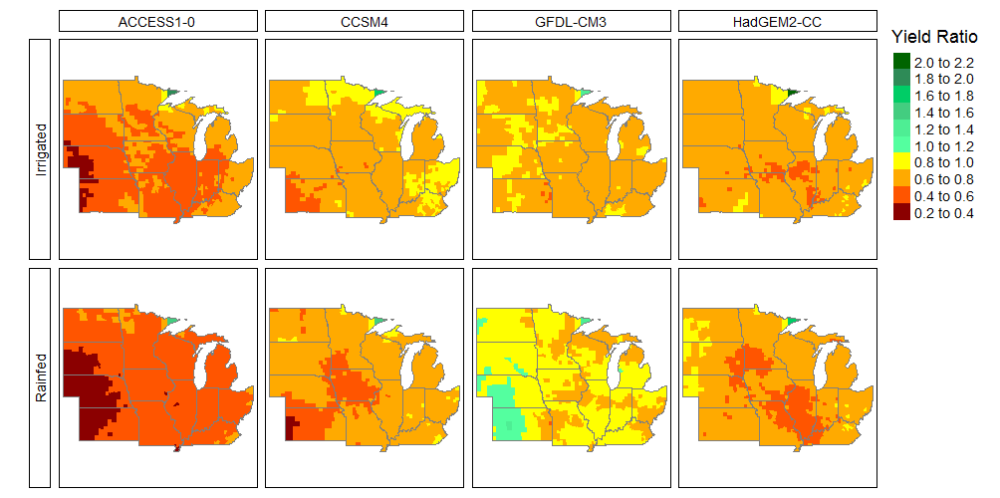 ACCESS1-0 CCSM4 GFDL-CM3 HadGEM2-CC
Yield Ratio
2.0 to 2.2
1.8 to 2.0
1.6 to 1.8
1.4 to 1.6
1.2 to 1.4
1.0 to 1.2
0.8 to 1.0
0.6 to 0.8
0.4 to 0.6
0.2 to 0.4
Irrigated
Rainfed